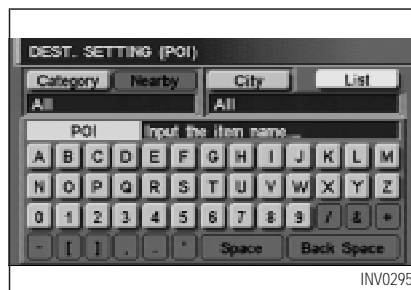 DEST. SETTING (POI)
Category Nearby City List
All All
POI Input the item name _
A B C D E F G H I J K L M
N O P Q R S T U V W X Y Z
0 1 2 3 4 5 6 7 8 9 / & +
- [ ] , . ' Space Back Space
INV0295